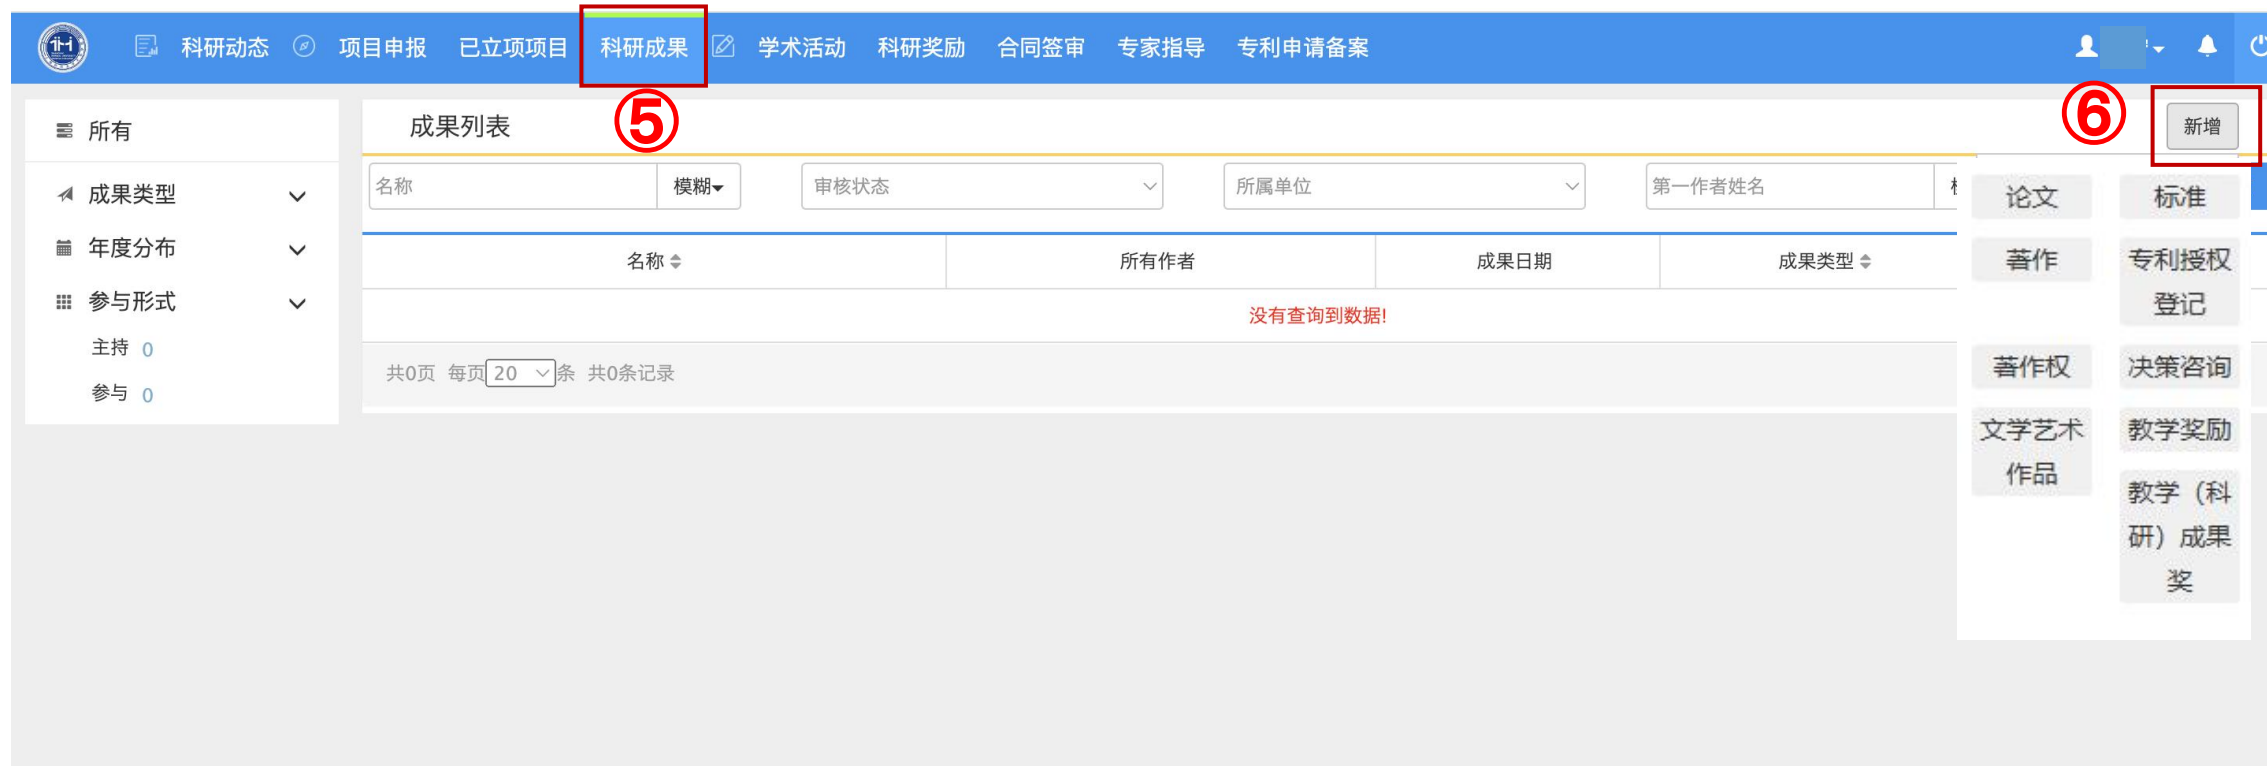 科研动态 项目申报 已立项项目 科研成果 学术活动 科研奖励 合同签审 专家指导 专利申请备案
⑤
⑥
所有
成果类型
年度分布
参与形式
主持 0
参与 0
成果列表
新增
名称 模糊 审核状态 所属单位 第一作者姓名
名称 所有作者 成果日期 成果类型
没有查询到数据!
共0页 每页 20 条 共0条记录
论文 标准
著作 专利授权
登记
著作权 决策咨询
文学艺术
作品
教学奖励
教学（科
研）成果
奖